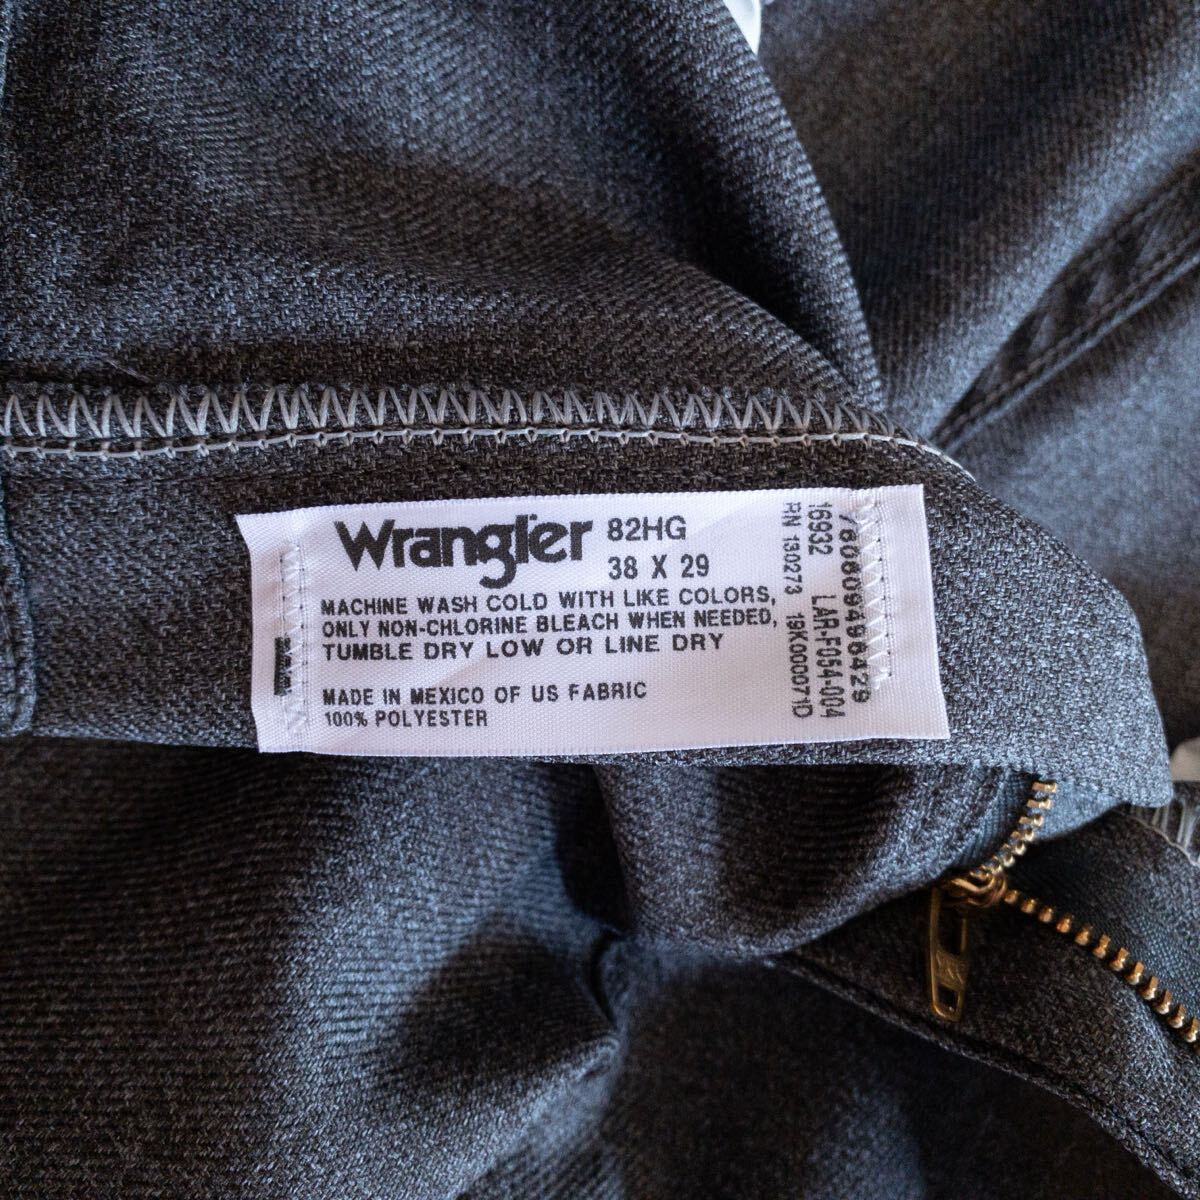 Wrangler 82HG
38 X 29
MACHINE WASH COLD WITH LIKE COLORS,
ONLY NON-CHLORINE BLEACH WHEN NEEDED,
TUMBLE DRY LOW OR LINE DRY
MADE IN MEXICO OF US FABRIC
100% POLYESTER
760609496429
16932 LAR-F054-004
RN 130273 19K000071D